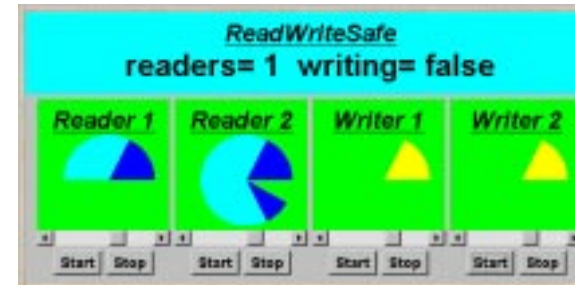 ReadWriteSafe
readers= 1 writing= false
Reader 1 Reader 2 Writer 1 Writer 2
Start Stop Start Stop Start Stop Start Stop